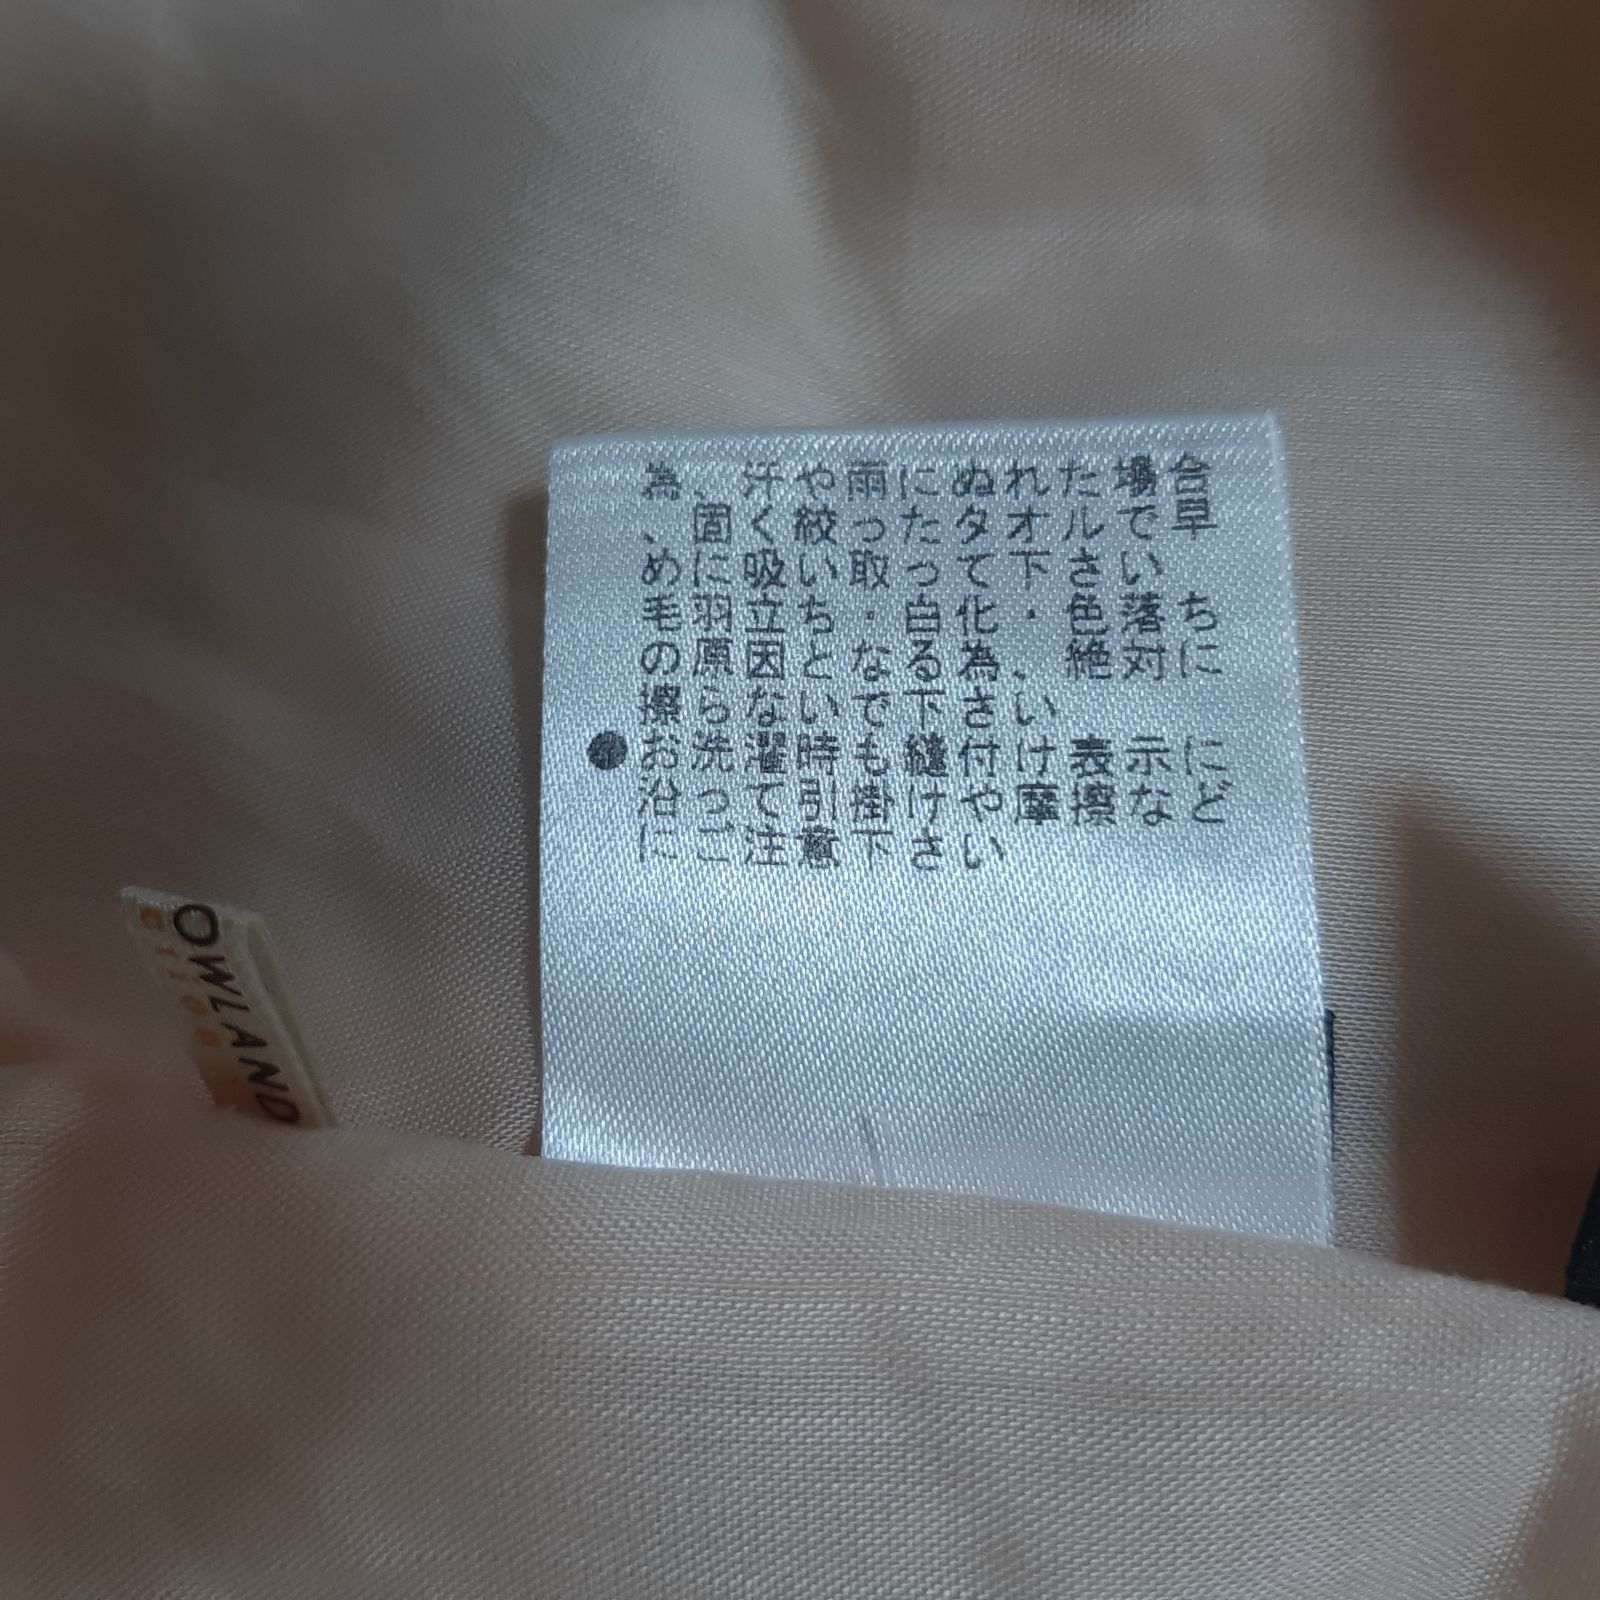 為、汗や雨にぬれた場合
、固く絞ったタオルで早
めに吸い取って下さい
毛羽立ち・白化・色落ち
の原因となる為、絶対に
擦らないで下さい
●お洗濯時も縫付け表示に
沿って引掛けや摩擦など
にご注意下さい
OWLAND